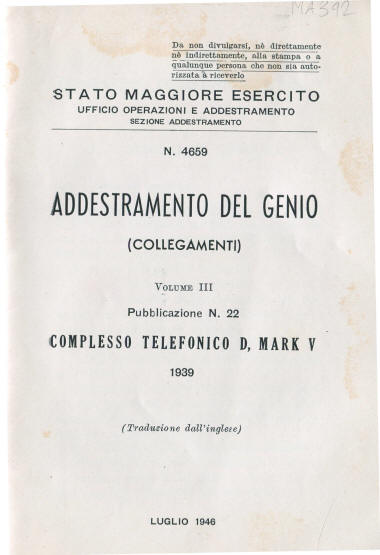 MA392
Da non divulgarsi, nè direttamente
nè indirettamente, alla stampa o a
qualunque persona che non sia auto-
rizzata a riceverlo
STATO MAGGIORE ESERCITO
UFFICIO OPERAZIONI E ADDESTRAMENTO
SEZIONE ADDESTRAMENTO
N. 4659
ADDESTRAMENTO DEL GENIO
(COLLEGAMENTI)
VOLUME III
Pubblicazione N. 22
COMPLESSO TELEFONICO D, MARK V
1939
(Traduzione dall'inglese)
LUGLIO 1946